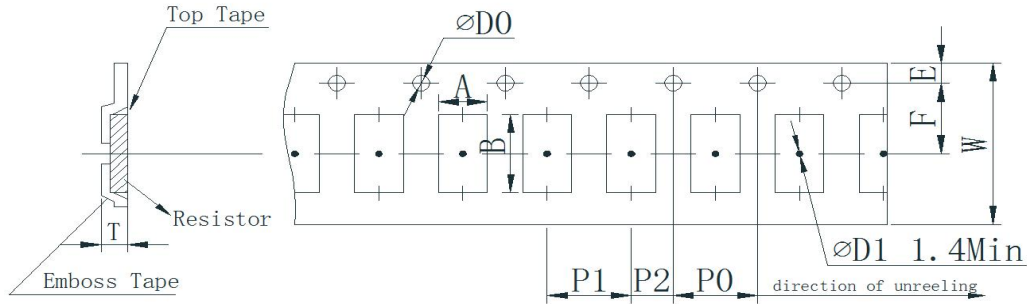 Top Tape
⌀D0
E
A
F
B
W
Resistor
T
⌀D1 1.4Min
Emboss Tape
P1
P2
P0
direction of unreeling